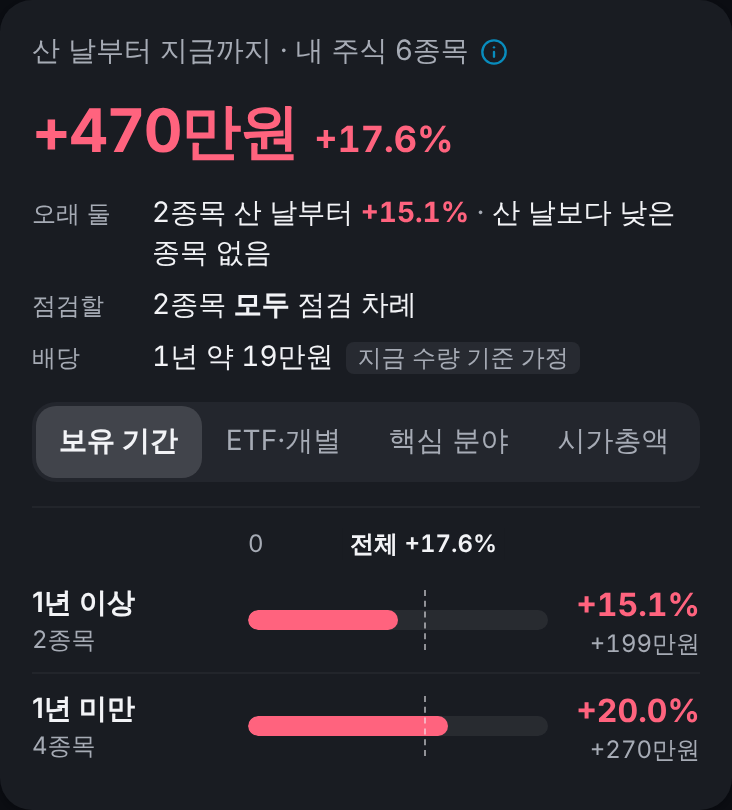 산 날부터 지금까지 · 내 주식 6종목
+470만원 +17.6%
오래 둘 2종목 산 날부터 +15.1% · 산 날보다 낮은
종목 없음
점검할 2종목 모두 점검 차례
배당 1년 약 19만원 지금 수량 기준 가정
보유 기간 ETF·개별 핵심 분야 시가총액
0 전체 +17.6%
1년 이상 +15.1%
2종목 +199만원
1년 미만 +20.0%
4종목 +270만원